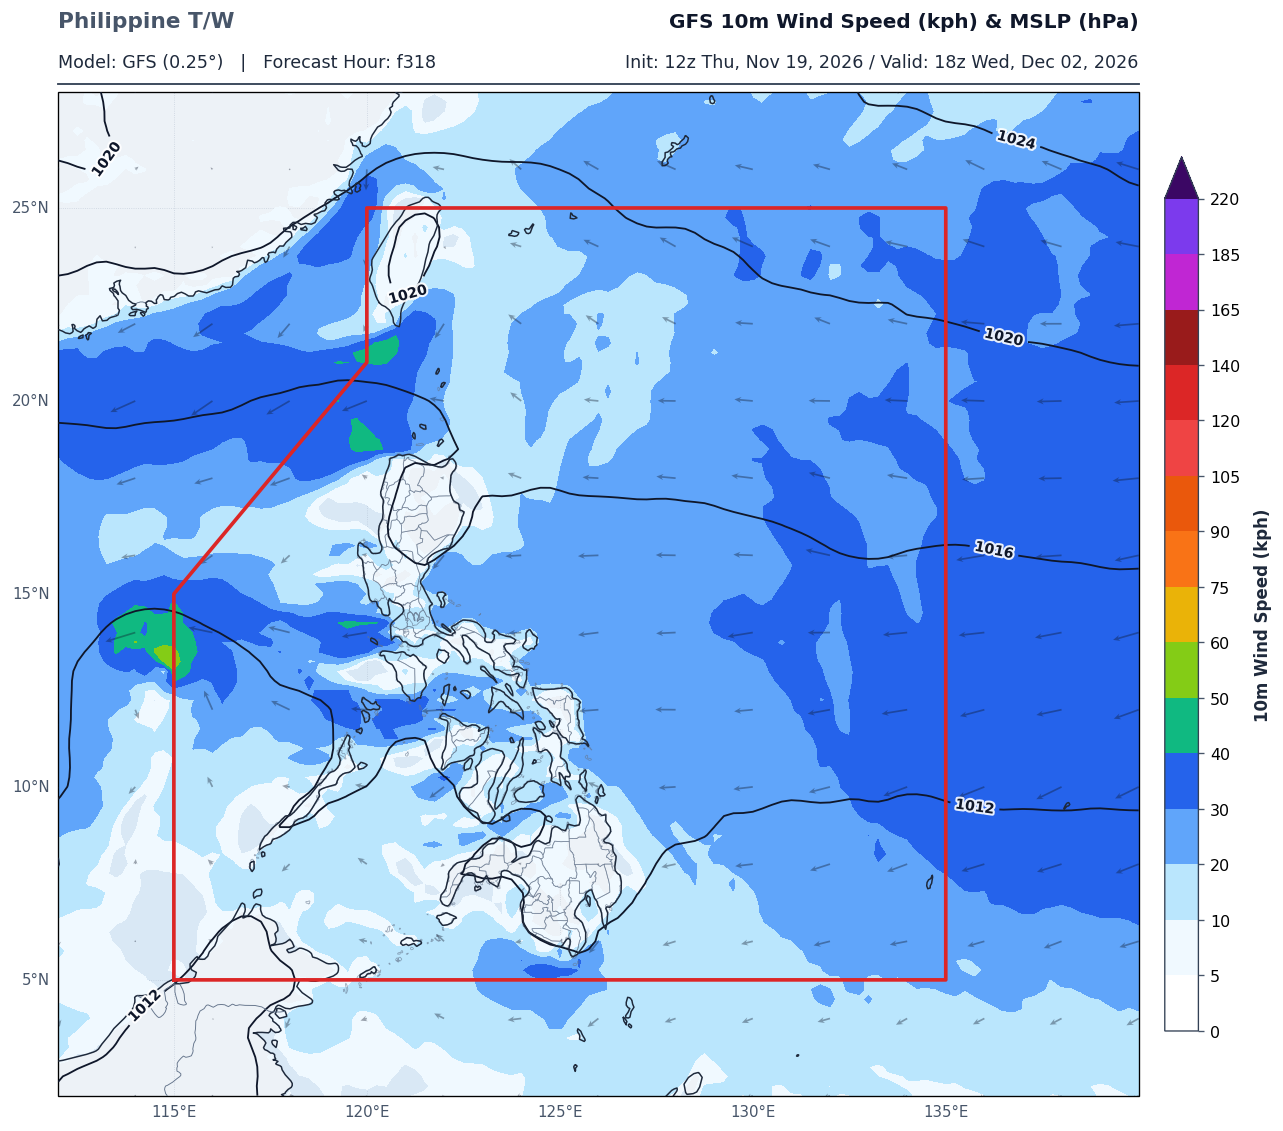 Philippine T/W
GFS 10m Wind Speed (kph) & MSLP (hPa)
Model: GFS (0.25°) | Forecast Hour: f318
Init: 12z Thu, Nov 19, 2026 / Valid: 18z Wed, Dec 02, 2026
1020
1024
1020
1020
1016
1012
1012
25°N
20°N
15°N
10°N
5°N
115°E
120°E
125°E
130°E
135°E
220
185
165
140
120
105
90
75
60
50
40
30
20
10
5
0
10m Wind Speed (kph)